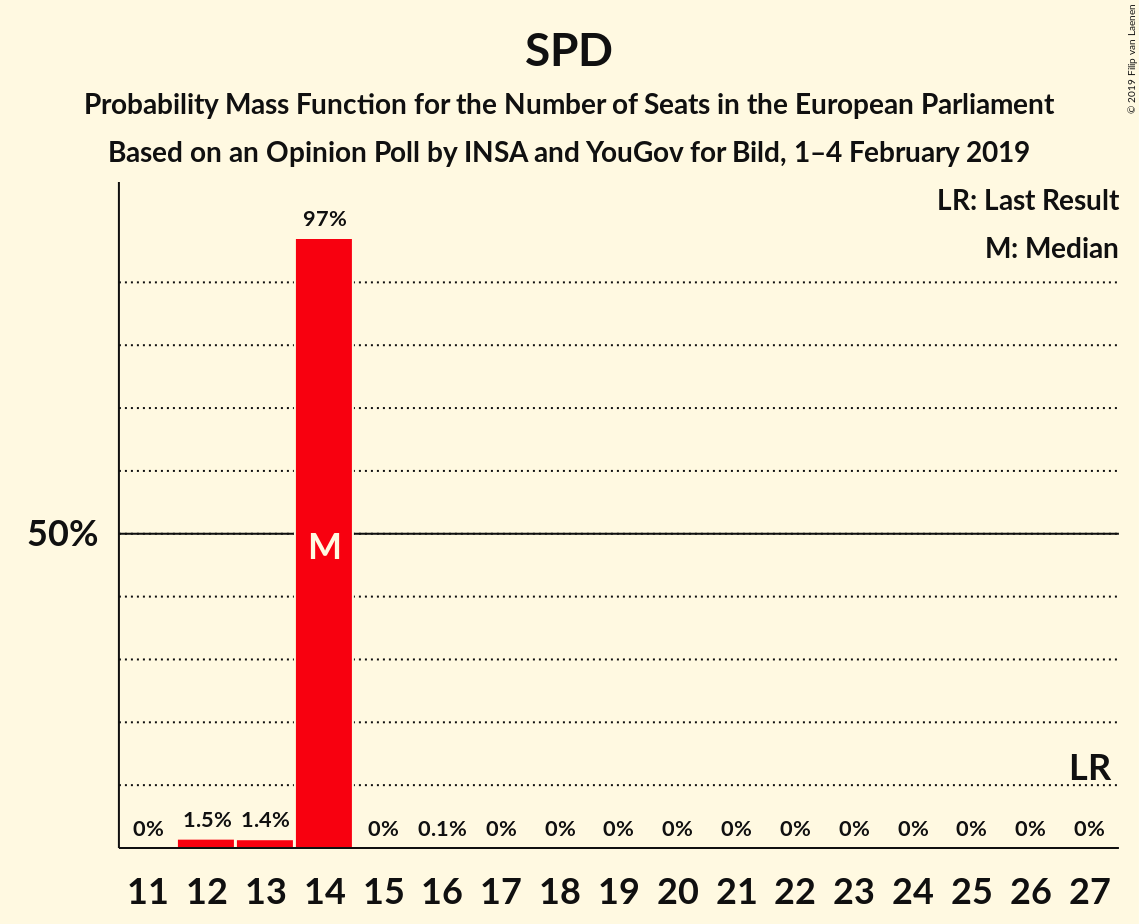 SPD
Probability Mass Function for the Number of Seats in the European Parliament
Based on an Opinion Poll by INSA and YouGov for Bild, 1–4 February 2019
© 2019 Filip van Laenen
LR: Last Result
M: Median
97%
50%
M
LR
0% 1.5% 1.4% 0% 0.1% 0% 0% 0% 0% 0% 0% 0% 0% 0% 0% 0%
11 12 13 14 15 16 17 18 19 20 21 22 23 24 25 26 27